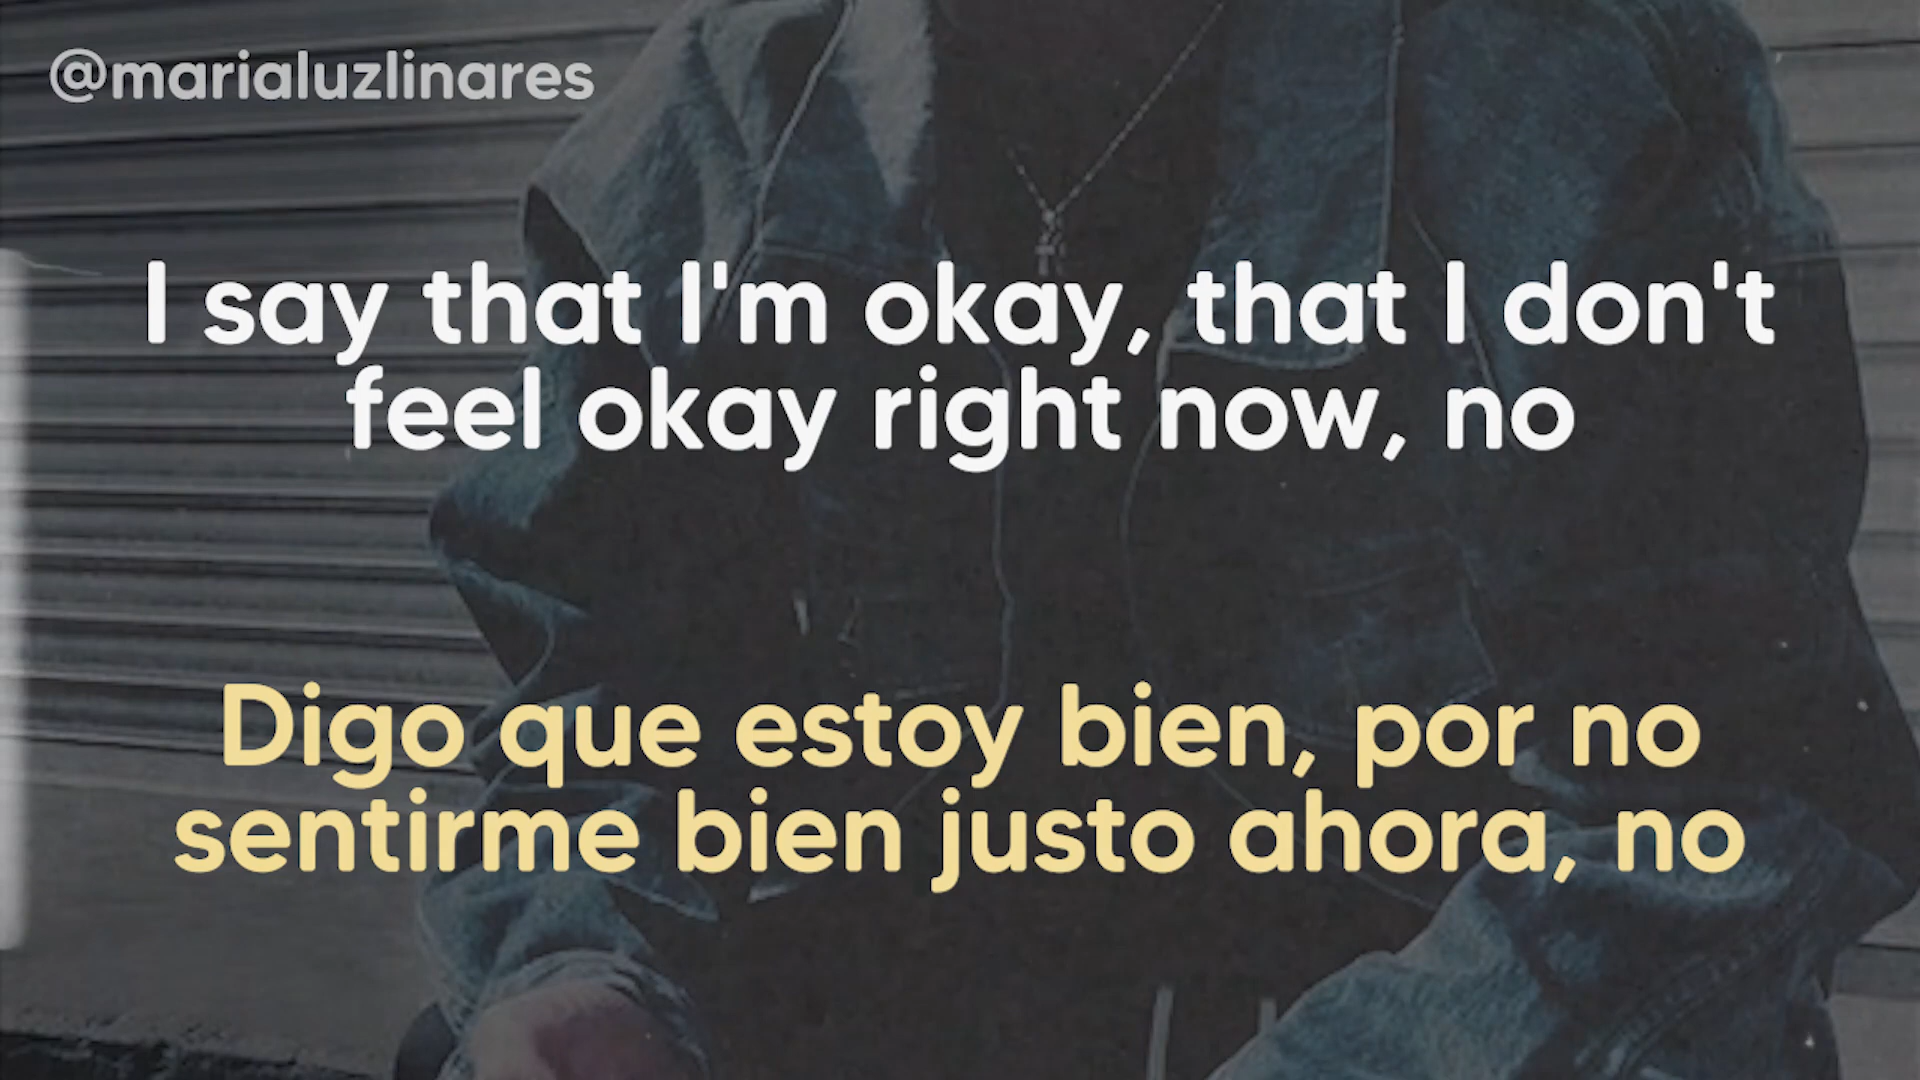 @marialuzlinares
I say that I'm okay, that I don't
feel okay right now, no
Digo que estoy bien, por no
sentirme bien justo ahora, no